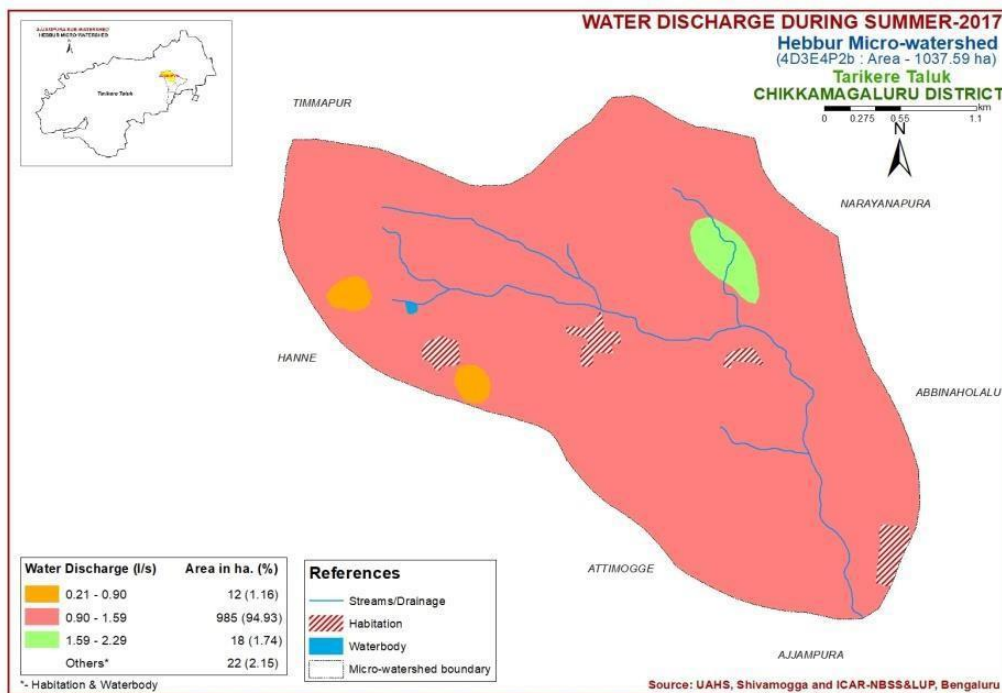 WATER DISCHARGE DURING SUMMER-2017
Hebbur Micro-watershed
(4D3E4P2b : Area - 1037.59 ha)
Tarikere Taluk
CHIKKAMAGALURU DISTRICT
km
0 0.275 0.55 1.1
N
HEBBUR MICRO-WATERSHED
Tarikere Taluk
TIMMAPUR
NARAYANAPURA
HANNE
ABBINAHOLALU
ATTIMOGGE
AJJAMPURA
Water Discharge (l/s) Area in ha. (%)
0.21 - 0.90 12 (1.16)
0.90 - 1.59 985 (94.93)
1.59 - 2.29 18 (1.74)
Others* 22 (2.15)
*- Habitation & Waterbody
References
Streams/Drainage
Habitation
Waterbody
Micro-watershed boundary
Source: UAHS, Shivamogga and ICAR-NBSS&LUP, Bengaluru